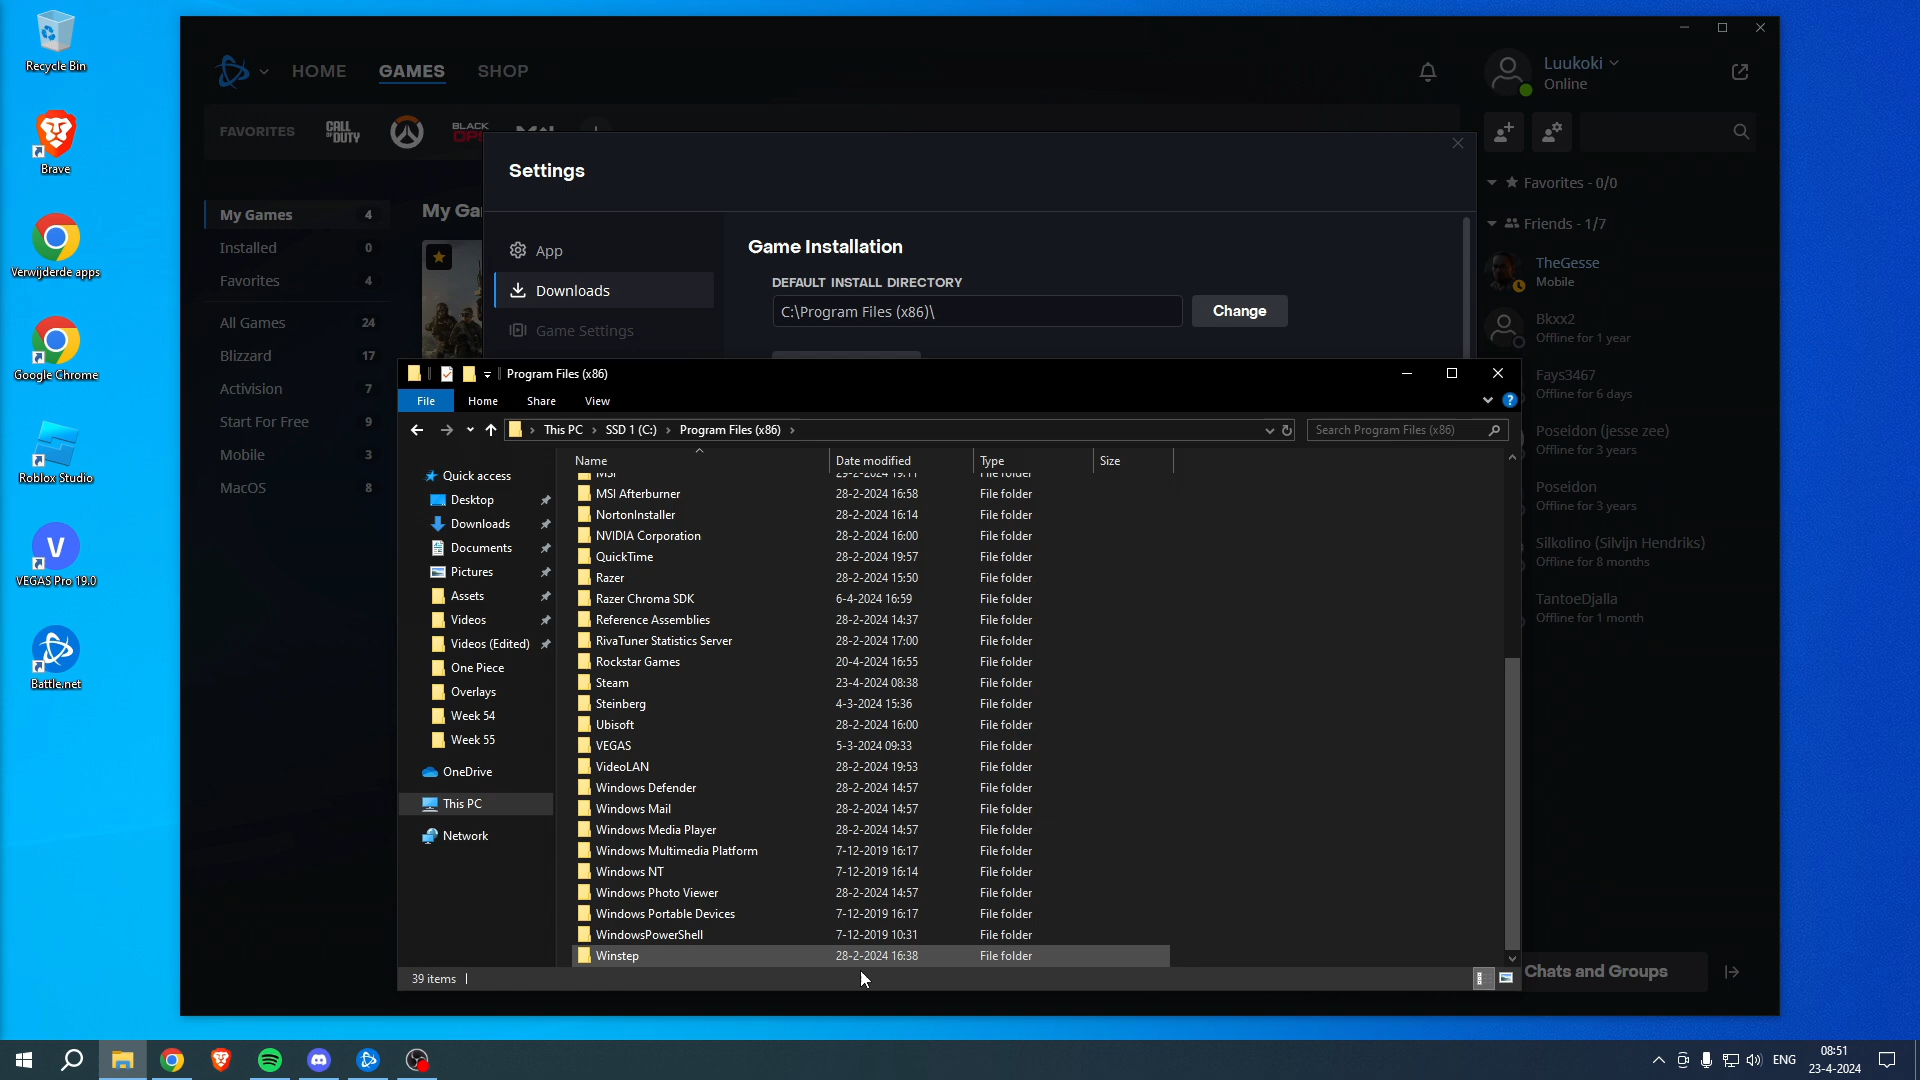 Recycle Bin
Brave
Verwijderde apps
Google Chrome
Roblox Studio
VEGAS Pro 19.0
Battle.net
HOME
GAMES
SHOP
Luukoki
Online
FAVORITES
CALL OF DUTY
BLACK OPS
My Games 4
Installed 0
Favorites 4
All Games 24
Blizzard 17
Activision 7
Start For Free 9
Mobile 3
MacOS 8
My Ga
Settings
App
Downloads
Game Settings
Game Installation
DEFAULT INSTALL DIRECTORY
C:\Program Files (x86)\
Change
Favorites - 0/0
Friends - 1/7
TheGesse
Mobile
Bkxx2
Offline for 1 year
Fays3467
Offline for 6 days
Poseidon (jesse zee)
Offline for 3 years
Poseidon
Offline for 3 years
Silkolino (Silvijn Hendriks)
Offline for 8 months
TantoeDjalla
Offline for 1 month
Chats and Groups
Program Files (x86)
File Home Share View
This PC > SSD 1 (C:) > Program Files (x86) >
Search Program Files (x86)
Quick access
Desktop
Downloads
Documents
Pictures
Assets
Videos
Videos (Edited)
One Piece
Overlays
Week 54
Week 55
OneDrive
This PC
Network
Name Date modified Type Size
MSI 29-2-2024 19:11 File folder
MSI Afterburner 28-2-2024 16:58 File folder
NortonInstaller 28-2-2024 16:14 File folder
NVIDIA Corporation 28-2-2024 16:00 File folder
QuickTime 28-2-2024 19:57 File folder
Razer 28-2-2024 15:50 File folder
Razer Chroma SDK 6-4-2024 16:59 File folder
Reference Assemblies 28-2-2024 14:37 File folder
RivaTuner Statistics Server 28-2-2024 17:00 File folder
Rockstar Games 20-4-2024 16:55 File folder
Steam 23-4-2024 08:38 File folder
Steinberg 4-3-2024 15:36 File folder
Ubisoft 28-2-2024 16:00 File folder
VEGAS 5-3-2024 09:33 File folder
VideoLAN 28-2-2024 19:53 File folder
Windows Defender 28-2-2024 14:57 File folder
Windows Mail 28-2-2024 14:57 File folder
Windows Media Player 28-2-2024 14:57 File folder
Windows Multimedia Platform 7-12-2019 16:17 File folder
Windows NT 7-12-2019 16:14 File folder
Windows Photo Viewer 28-2-2024 14:57 File folder
Windows Portable Devices 7-12-2019 16:17 File folder
WindowsPowerShell 7-12-2019 10:31 File folder
Winstep 28-2-2024 16:38 File folder
39 items
ENG
08:51
23-4-2024